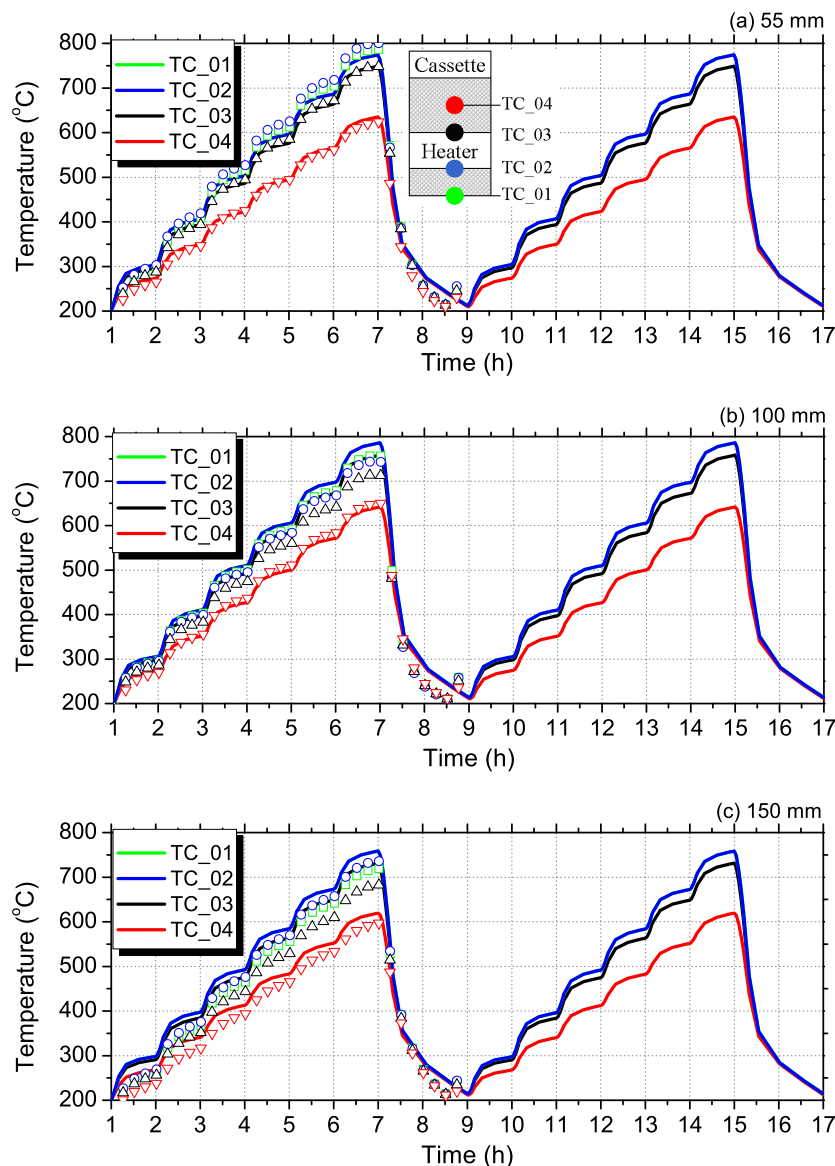 (a) 55 mm
800
700
600
500
400
300
200
Temperature (°C)
TC_01
TC_02
TC_03
TC_04
Cassette
TC_04
TC_03
Heater
TC_02
TC_01
1 2 3 4 5 6 7 8 9 10 11 12 13 14 15 16 17
Time (h)
(b) 100 mm
800
700
600
500
400
300
200
Temperature (°C)
TC_01
TC_02
TC_03
TC_04
1 2 3 4 5 6 7 8 9 10 11 12 13 14 15 16 17
Time (h)
(c) 150 mm
800
700
600
500
400
300
200
Temperature (°C)
TC_01
TC_02
TC_03
TC_04
1 2 3 4 5 6 7 8 9 10 11 12 13 14 15 16 17
Time (h)